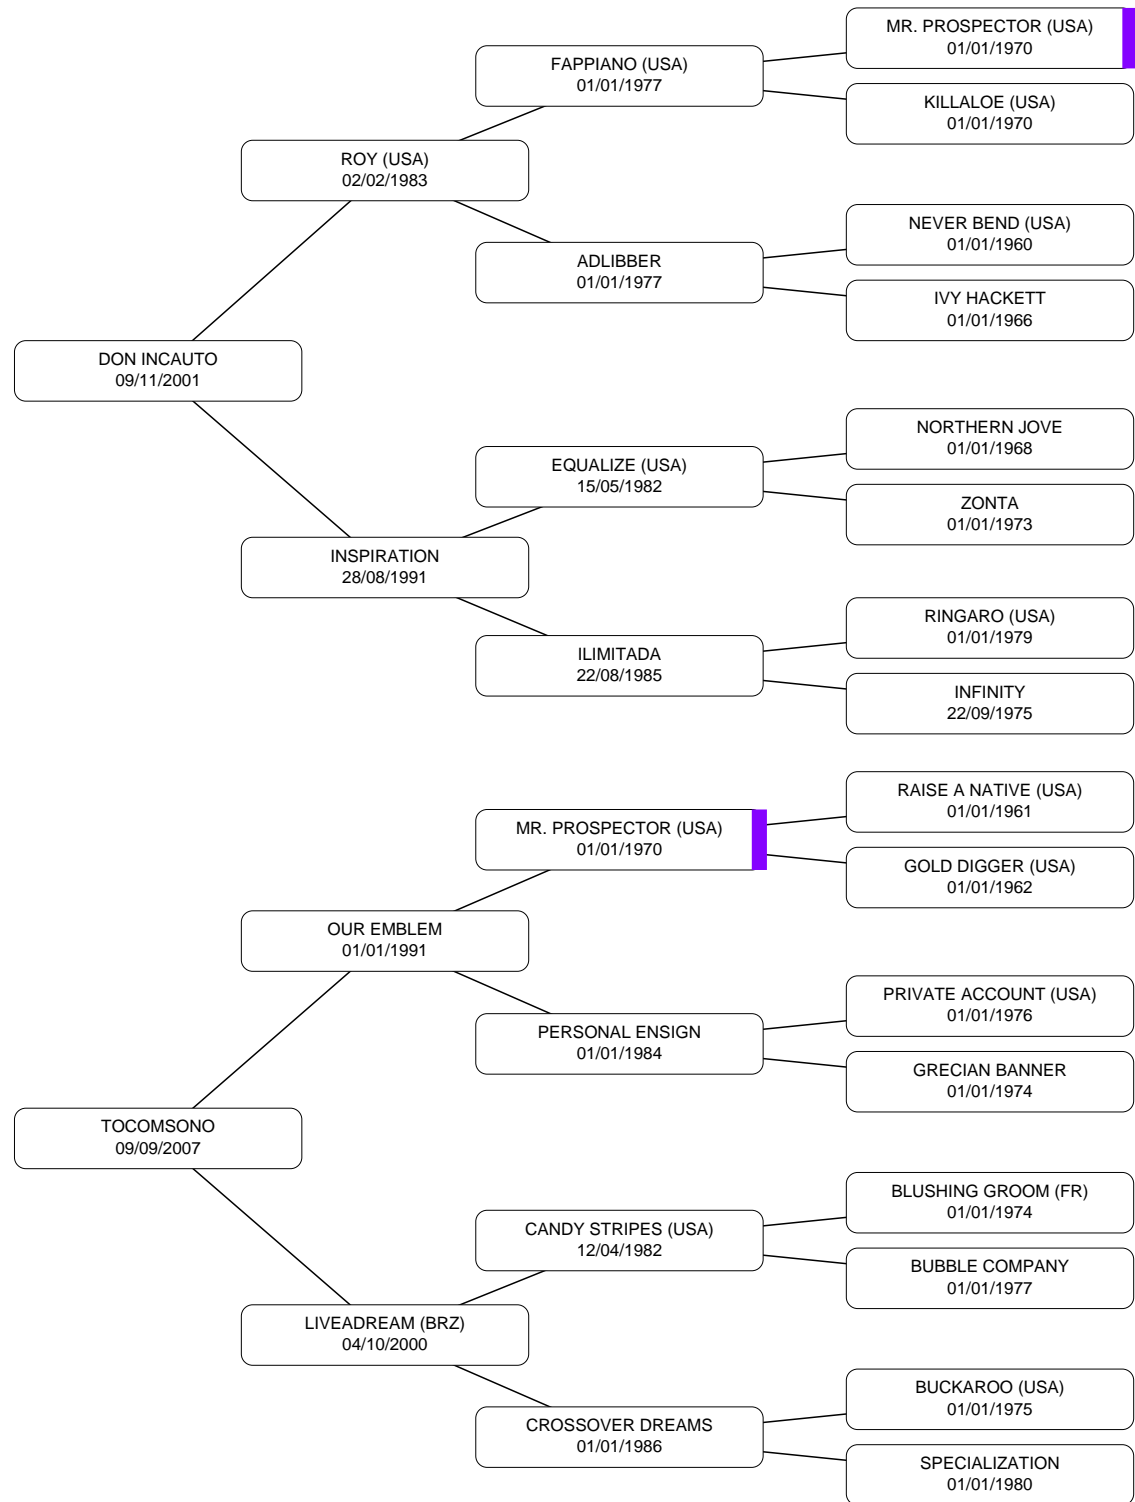 MR. PROSPECTOR (USA)
01/01/1970
FAPPIANO (USA)
01/01/1977
KILLALOE (USA)
01/01/1970
ROY (USA)
02/02/1983
NEVER BEND (USA)
01/01/1960
ADLIBBER
01/01/1977
IVY HACKETT
01/01/1966
DON INCAUTO
09/11/2001
NORTHERN JOVE
01/01/1968
EQUALIZE (USA)
15/05/1982
ZONTA
01/01/1973
INSPIRATION
28/08/1991
RINGARO (USA)
01/01/1979
ILIMITADA
22/08/1985
INFINITY
22/09/1975
RAISE A NATIVE (USA)
01/01/1961
MR. PROSPECTOR (USA)
01/01/1970
GOLD DIGGER (USA)
01/01/1962
OUR EMBLEM
01/01/1991
PRIVATE ACCOUNT (USA)
01/01/1976
PERSONAL ENSIGN
01/01/1984
GRECIAN BANNER
01/01/1974
TOCOMSONO
09/09/2007
BLUSHING GROOM (FR)
01/01/1974
CANDY STRIPES (USA)
12/04/1982
BUBBLE COMPANY
01/01/1977
LIVEADREAM (BRZ)
04/10/2000
BUCKAROO (USA)
01/01/1975
CROSSOVER DREAMS
01/01/1986
SPECIALIZATION
01/01/1980